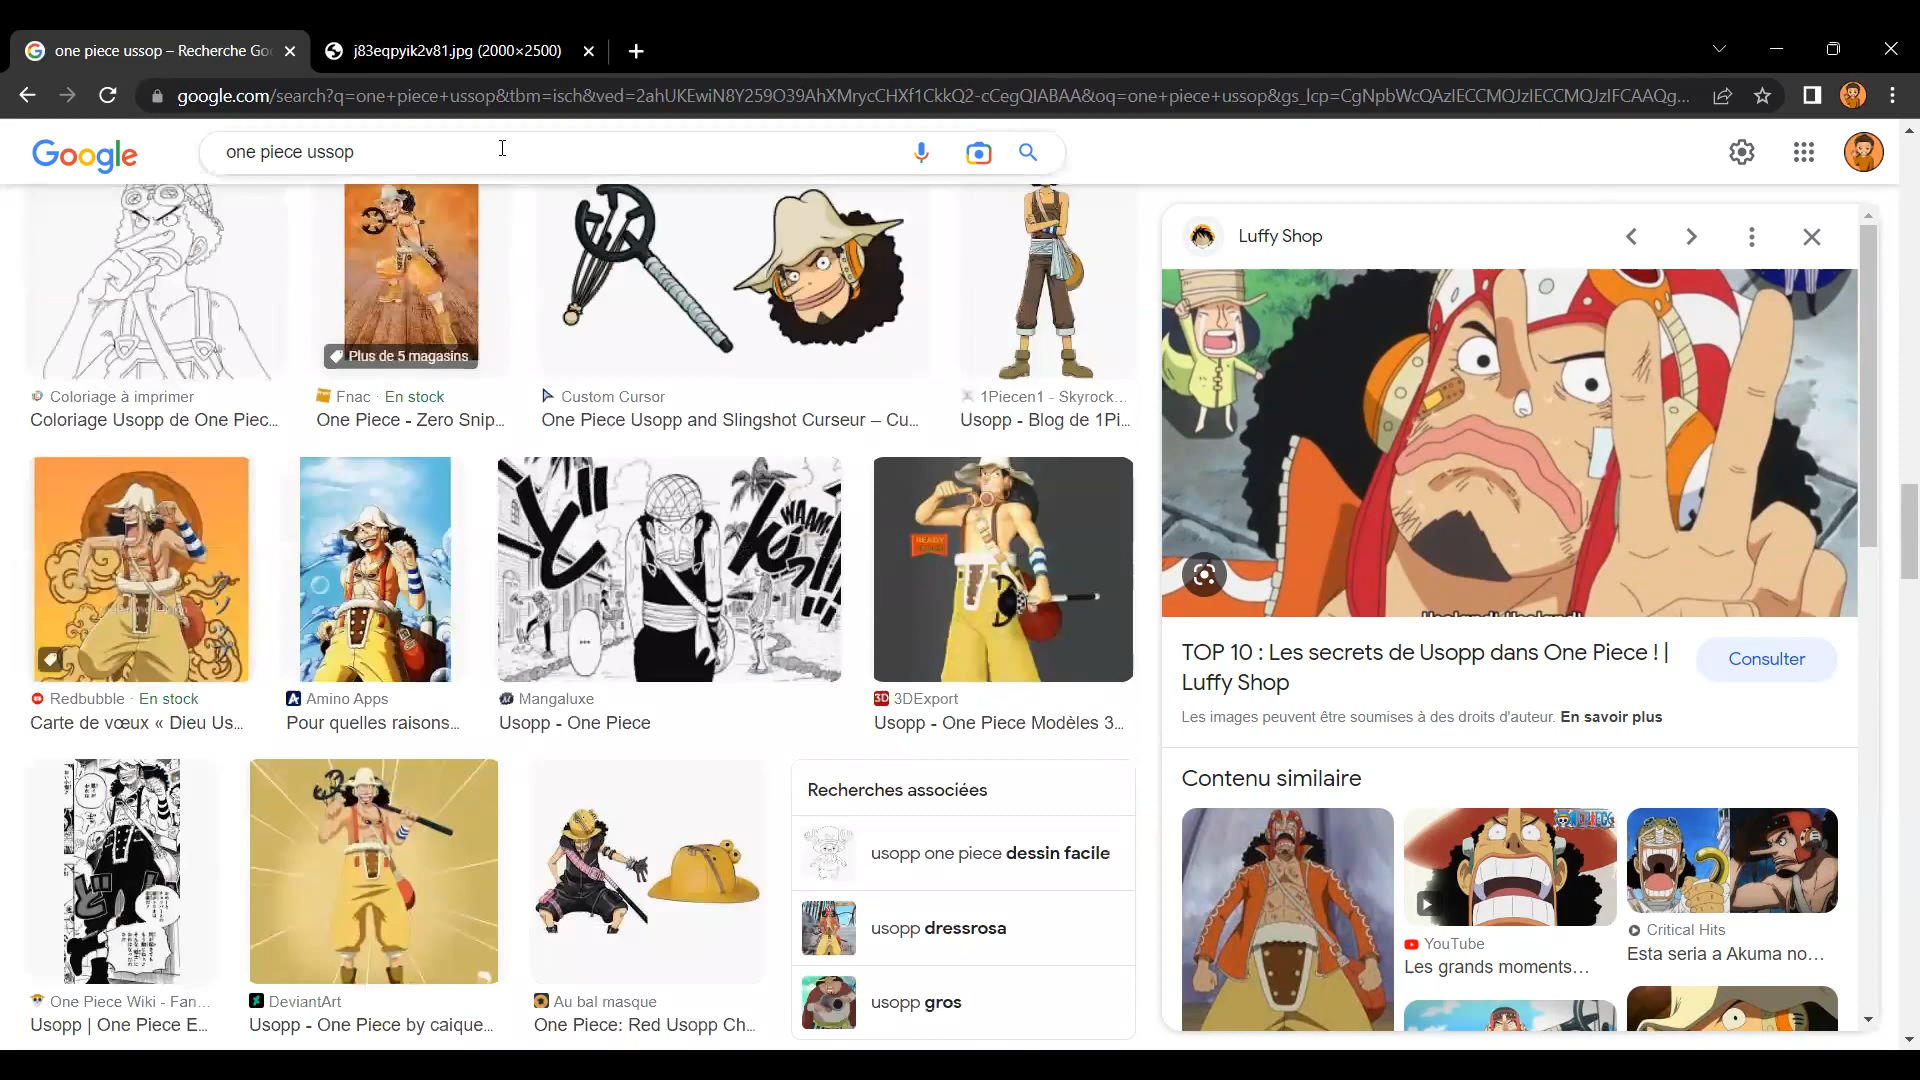 one piece ussop – Recherche Goo
j83eqpyik2v81.jpg (2000×2500)
google.com/search?q=one+piece+ussop&tbm=isch&ved=2ahUKEwiN8Y259O39AhXMrycCHXf1CkkQ2-cCegQIABAA&oq=one+piece+ussop&gs_lcp=CgNpbWcQAzIECCMQJzIECCMQJzIFCAAQg...
Google
one piece ussop
Plus de 5 magasins
Coloriage à imprimer
Coloriage Usopp de One Piec...
Fnac · En stock
One Piece - Zero Snip...
Custom Cursor
One Piece Usopp and Slingshot Curseur – Cu...
1Piecen1 - Skyrock...
Usopp - Blog de 1Pi...
READY
WAAM
Redbubble · En stock
Carte de vœux « Dieu Us...
Amino Apps
Pour quelles raisons...
Mangaluxe
Usopp - One Piece
3D
3DExport
Usopp - One Piece Modèles 3...
One Piece Wiki - Fan...
Usopp | One Piece E...
DeviantArt
Usopp - One Piece by caique...
Au bal masque
One Piece: Red Usopp Ch...
Recherches associées
usopp one piece dessin facile
usopp dressrosa
usopp gros
Luffy Shop
TOP 10 : Les secrets de Usopp dans One Piece ! |
Luffy Shop
Consulter
Les images peuvent être soumises à des droits d'auteur. En savoir plus
Contenu similaire
YouTube
Les grands moments...
Critical Hits
Esta seria a Akuma no...